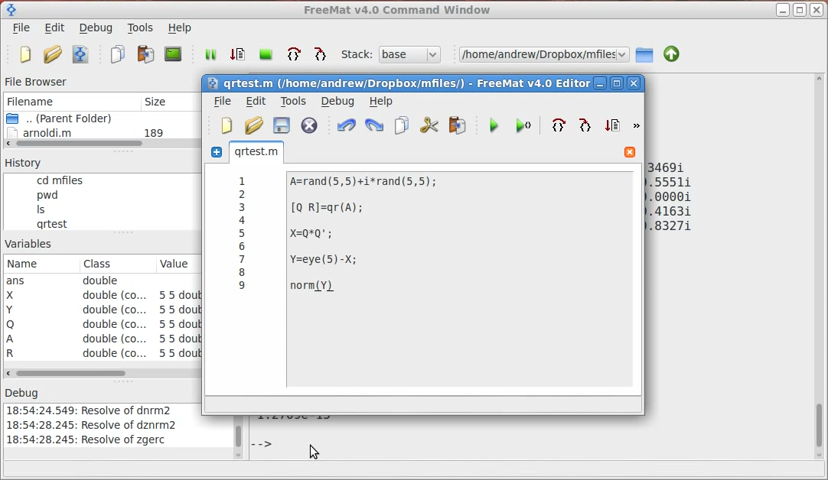 FreeMat v4.0 Command Window
File Edit Debug Tools Help
Stack: base /home/andrew/Dropbox/mfiles
File Browser
Filename Size
.. (Parent Folder)
arnoldi.m 189
History
cd mfiles
pwd
ls
qrtest
Variables
Name Class Value
ans double
X double (co... 5 5 doub
Y double (co... 5 5 doub
Q double (co... 5 5 doub
A double (co... 5 5 doub
R double (co... 5 5 doub
Debug
18:54:24.549: Resolve of dnrm2
18:54:28.245: Resolve of dznrm2
18:54:28.245: Resolve of zgerc
qrtest.m (/home/andrew/Dropbox/mfiles/) - FreeMat v4.0 Editor
File Edit Tools Debug Help
»
qrtest.m
1 A=rand(5,5)+i*rand(5,5);
2
3 [Q R]=qr(A);
4
5 X=Q*Q';
6
7 Y=eye(5)-X;
8
9 norm(Y)
3469i
.5551i
.0000i
.4163i
.8327i
-->